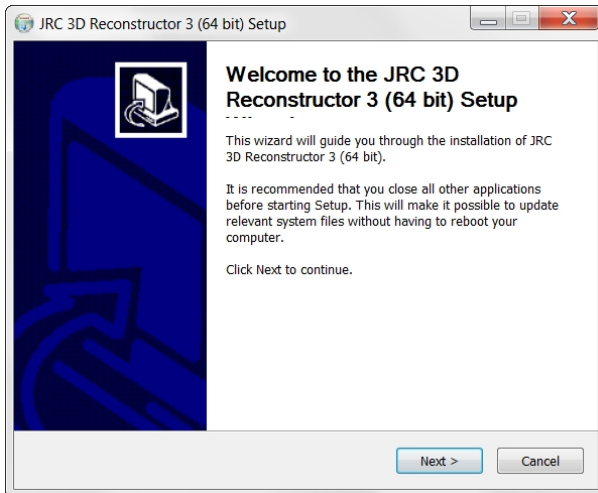 JRC 3D Reconstructor 3 (64 bit) Setup
Welcome to the JRC 3D
Reconstructor 3 (64 bit) Setup
This wizard will guide you through the installation of JRC
3D Reconstructor 3 (64 bit).
It is recommended that you close all other applications
before starting Setup. This will make it possible to update
relevant system files without having to reboot your
computer.
Click Next to continue.
Next >
Cancel